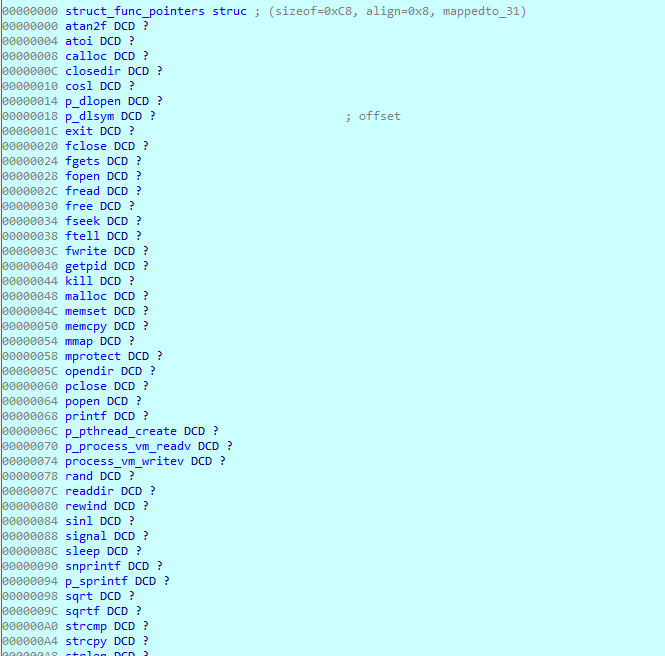 00000000 struct_func_pointers struc ; (sizeof=0xC8, align=0x8, mappedto_31)
00000000 atan2f DCD ?
00000004 atoi DCD ?
00000008 calloc DCD ?
0000000C closedir DCD ?
00000010 cosl DCD ?
00000014 p_dlopen DCD ?
00000018 p_dlsym DCD ? ; offset
0000001C exit DCD ?
00000020 fclose DCD ?
00000024 fgets DCD ?
00000028 fopen DCD ?
0000002C fread DCD ?
00000030 free DCD ?
00000034 fseek DCD ?
00000038 ftell DCD ?
0000003C fwrite DCD ?
00000040 getpid DCD ?
00000044 kill DCD ?
00000048 malloc DCD ?
0000004C memset DCD ?
00000050 memcpy DCD ?
00000054 mmap DCD ?
00000058 mprotect DCD ?
0000005C opendir DCD ?
00000060 pclose DCD ?
00000064 popen DCD ?
00000068 printf DCD ?
0000006C p_pthread_create DCD ?
00000070 p_process_vm_readv DCD ?
00000074 process_vm_writev DCD ?
00000078 rand DCD ?
0000007C readdir DCD ?
00000080 rewind DCD ?
00000084 sinl DCD ?
00000088 signal DCD ?
0000008C sleep DCD ?
00000090 snprintf DCD ?
00000094 p_sprintf DCD ?
00000098 sqrt DCD ?
0000009C sqrtf DCD ?
000000A0 strcmp DCD ?
000000A4 strcpy DCD ?
000000A8 strlen DCD ?